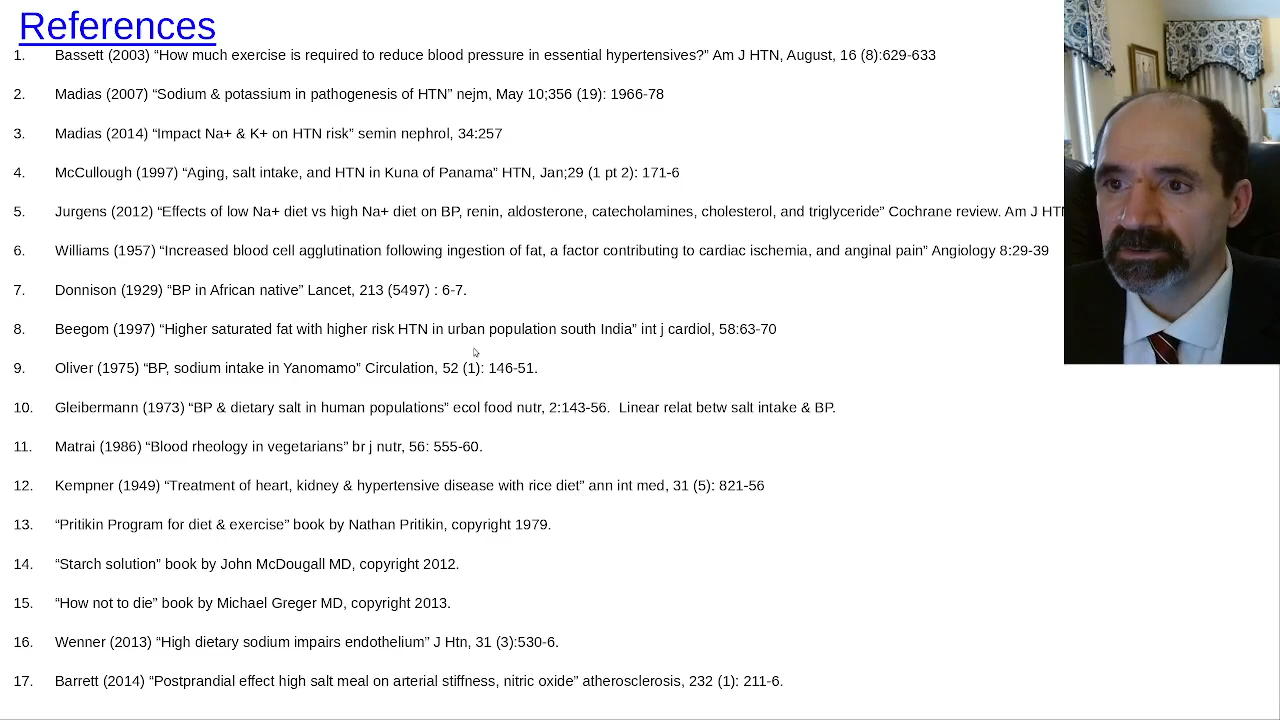 References
1. Bassett (2003) “How much exercise is required to reduce blood pressure in essential hypertensives?” Am J HTN, August, 16 (8):629-633
2. Madias (2007) “Sodium & potassium in pathogenesis of HTN” nejm, May 10;356 (19): 1966-78
3. Madias (2014) “Impact Na+ & K+ on HTN risk” semin nephrol, 34:257
4. McCullough (1997) “Aging, salt intake, and HTN in Kuna of Panama” HTN, Jan;29 (1 pt 2): 171-6
5. Jurgens (2012) “Effects of low Na+ diet vs high Na+ diet on BP, renin, aldosterone, catecholamines, cholesterol, and triglyceride” Cochrane review. Am J
6. Williams (1957) “Increased blood cell agglutination following ingestion of fat, a factor contributing to cardiac ischemia, and anginal pain” Angiology 8:29-39
7. Donnison (1929) “BP in African native” Lancet, 213 (5497) : 6-7.
8. Beegom (1997) “Higher saturated fat with higher risk HTN in urban population south India” int j cardiol, 58:63-70
9. Oliver (1975) “BP, sodium intake in Yanomamo” Circulation, 52 (1): 146-51.
10. Gleibermann (1973) “BP & dietary salt in human populations” ecol food nutr, 2:143-56.  Linear relat betw salt intake & BP.
11. Matrai (1986) “Blood rheology in vegetarians” br j nutr, 56: 555-60.
12. Kempner (1949) “Treatment of heart, kidney & hypertensive disease with rice diet” ann int med, 31 (5): 821-56
13. “Pritikin Program for diet & exercise” book by Nathan Pritikin, copyright 1979.
14. “Starch solution” book by John McDougall MD, copyright 2012.
15. “How not to die” book by Michael Greger MD, copyright 2013.
16. Wenner (2013) “High dietary sodium impairs endothelium” J Htn, 31 (3):530-6.
17. Barrett (2014) “Postprandial effect high salt meal on arterial stiffness, nitric oxide” atherosclerosis, 232 (1): 211-6.